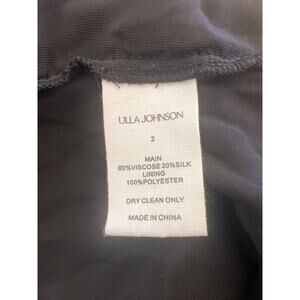 ULLA JOHNSON
2
MAIN
80%VISCOSE 20%SILK
LINING
100%POLYESTER
DRY CLEAN ONLY
MADE IN CHINA